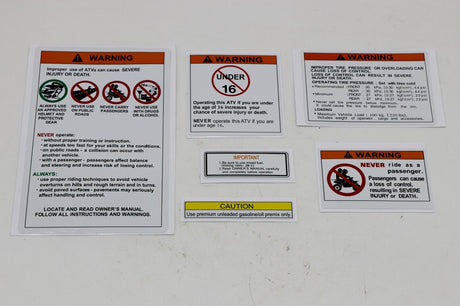 WARNING
Improper use of ATVs can cause SEVERE
INJURY OR DEATH.
ALWAYS USE
AN APPROVED
HELMET AND
PROTECTIVE
GEAR
NEVER USE
ON PUBLIC
ROADS.
NEVER CARRY
PASSENGERS
NEVER USE
WITH DRUGS
OR ALCOHOL
NEVER operate:
• without proper training or instruction.
• at speeds too fast for your skills or the conditions.
• on public roads - a collision can occur with
another vehicle.
• with a passenger - passengers affect balance
and steering and increase risk of losing control.
ALWAYS:
• use proper riding techniques to avoid vehicle
overturns on hills and rough terrain and in turns.
• avoid paved surfaces - pavements may seriously
affect handling and control.
LOCATE AND READ OWNER'S MANUAL.
FOLLOW ALL INSTRUCTIONS AND WARNINGS.
WARNING
UNDER
16
Operating this ATV if you are under
the age of 16 increases your
chance of severe injury or death.
NEVER operate this ATV if you are
under age 16.
IMPORTANT
READ OWNER'S MANUAL carefully
and completely before operation.
CAUTION
Use premium unleaded gasoline/oil premix only.
WARNING
IMPROPER TIRE PRESSURE OR OVERLOADING CAN
CAUSE LOSS OF CONTROL.
LOSS OF CONTROL CAN RESULT IN SEVERE
INJURY OR DEATH.
OPERATING TIRE PRESSURE : Set with tires cold
LOADING
WARNING
NEVER ride as a
passenger.
Passengers can cause
a loss of control,
resulting in SEVERE
INJURY or DEATH.